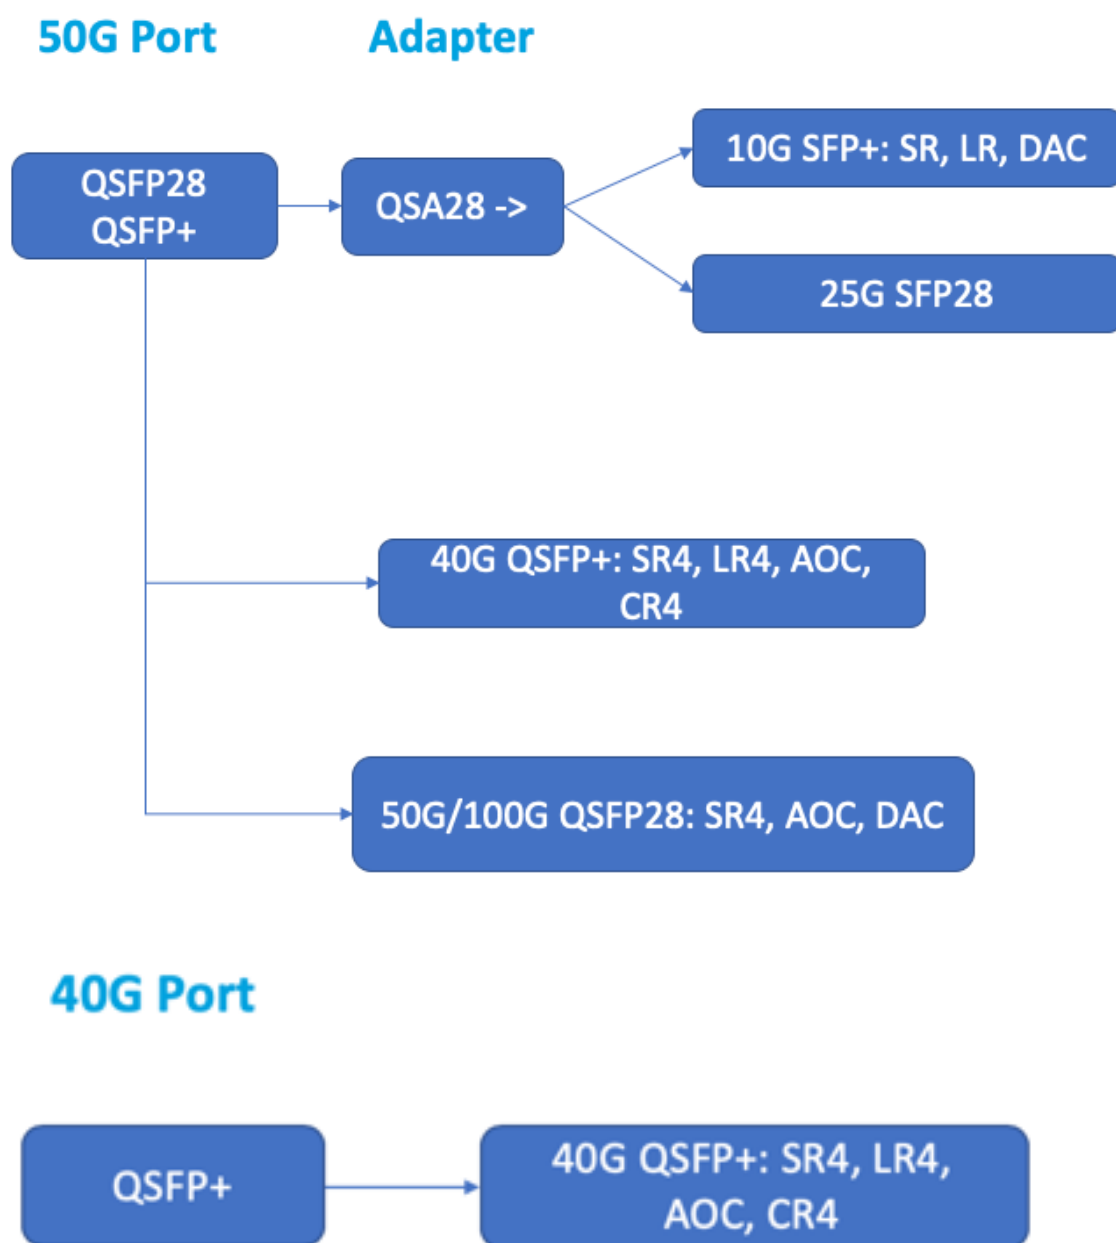 50G Port
Adapter
QSFP28
QSFP+
QSA28 ->
10G SFP+: SR, LR, DAC
25G SFP28
40G QSFP+: SR4, LR4, AOC,
CR4
50G/100G QSFP28: SR4, AOC, DAC
40G Port
QSFP+
40G QSFP+: SR4, LR4,
AOC, CR4